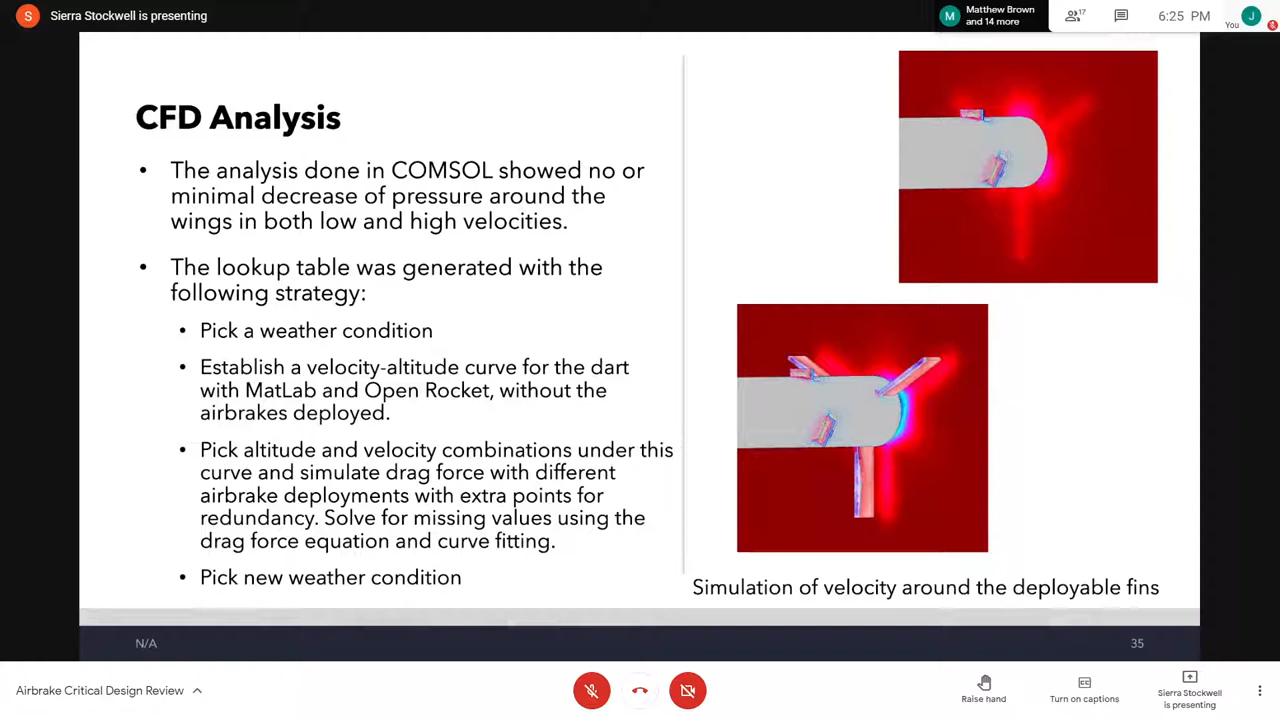 S
Sierra Stockwell is presenting
M
Matthew Brown
and 14 more
17
6:25 PM
J
You
CFD Analysis
• The analysis done in COMSOL showed no or
minimal decrease of pressure around the
wings in both low and high velocities.
• The lookup table was generated with the
following strategy:
• Pick a weather condition
• Establish a velocity-altitude curve for the dart
with MatLab and Open Rocket, without the
airbrakes deployed.
• Pick altitude and velocity combinations under this
curve and simulate drag force with different
airbrake deployments with extra points for
redundancy. Solve for missing values using the
drag force equation and curve fitting.
• Pick new weather condition
Simulation of velocity around the deployable fins
N/A
35
Airbrake Critical Design Review
Raise hand
CC
Turn on captions
Sierra Stockwell
is presenting